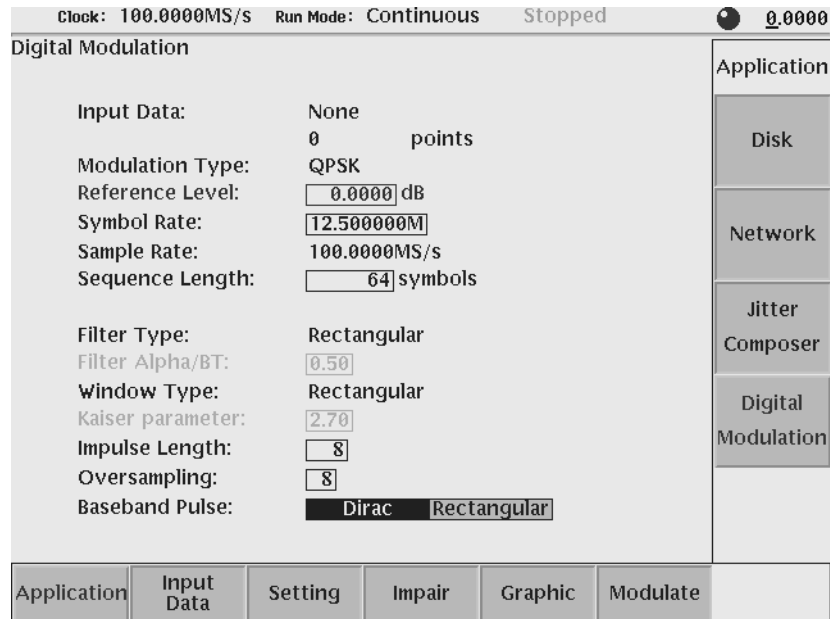 Clock: 100.0000MS/s Run Mode: Continuous Stopped 0.0000
Digital Modulation
Input Data: None
0 points
Modulation Type: QPSK
Reference Level: 0.0000 dB
Symbol Rate: 12.500000M
Sample Rate: 100.0000MS/s
Sequence Length: 64 symbols
Filter Type: Rectangular
Filter Alpha/BT: 0.50
Window Type: Rectangular
Kaiser parameter: 2.70
Impulse Length: 8
Oversampling: 8
Baseband Pulse: Dirac Rectangular
Application
Disk
Network
Jitter
Composer
Digital
Modulation
Application
Input
Data
Setting
Impair
Graphic
Modulate